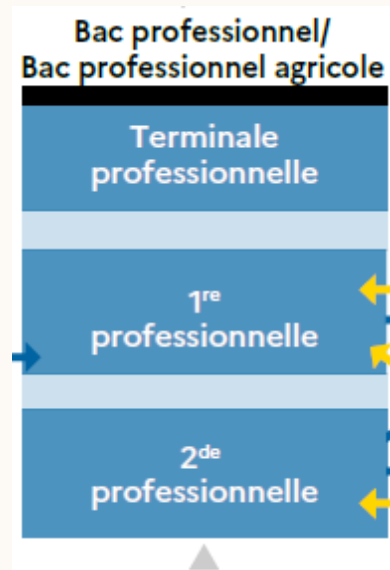 Bac professionnel/
Bac professionnel agricole
Terminale
professionnelle
1re
professionnelle
2de
professionnelle